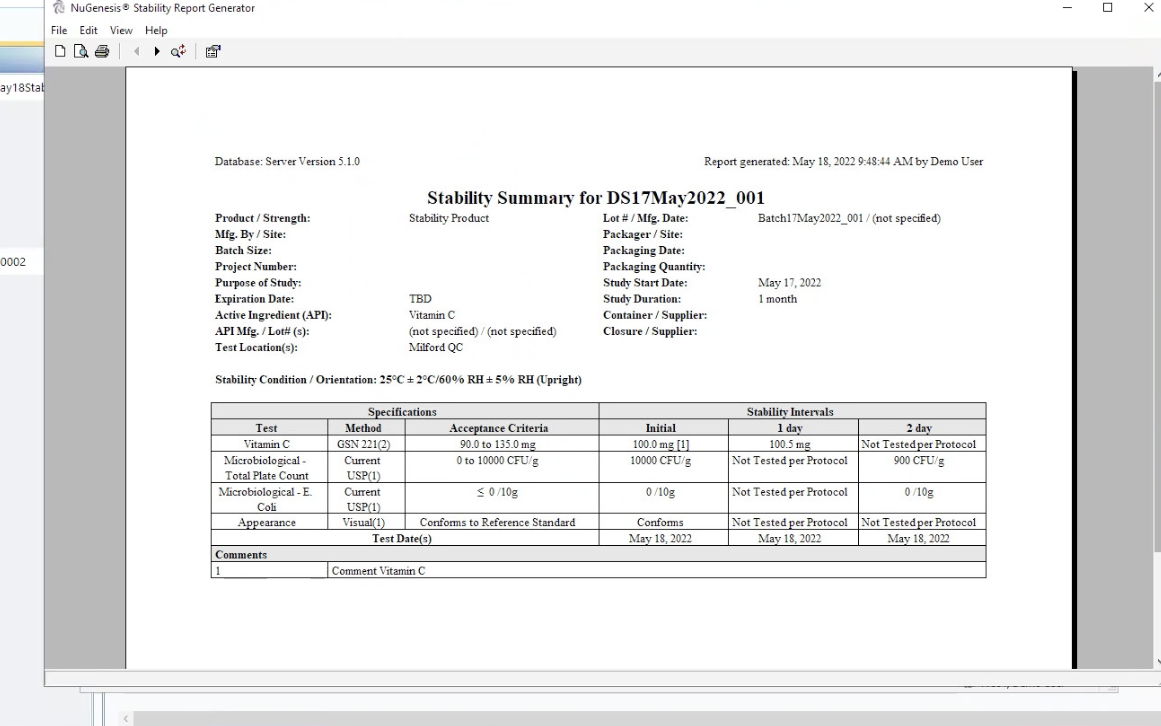 NuGenesis® Stability Report Generator
File Edit View Help
ay18Stab
0002
Database: Server Version 5.1.0 Report generated: May 18, 2022 9:48:44 AM by Demo User
Stability Summary for DS17May2022_001
Product / Strength: Stability Product Lot # / Mfg. Date: Batch17May2022_001 / (not specified)
Mfg. By / Site: Packager / Site:
Batch Size: Packaging Date:
Project Number: Packaging Quantity:
Purpose of Study: Study Start Date: May 17, 2022
Expiration Date: TBD Study Duration: 1 month
Active Ingredient (API): Vitamin C Container / Supplier:
API Mfg. / Lot# (s): (not specified) / (not specified) Closure / Supplier:
Test Location(s): Milford QC
Stability Condition / Orientation: 25°C ± 2°C/60% RH ± 5% RH (Upright)
Specifications Stability Intervals
Test Method Acceptance Criteria Initial 1 day 2 day
Vitamin C GSN 221(2) 90.0 to 135.0 mg 100.0 mg [1] 100.5 mg Not Tested per Protocol
Microbiological - Current 0 to 10000 CFU/g 10000 CFU/g Not Tested per Protocol 900 CFU/g
Total Plate Count USP(1)
Microbiological - E. Current ≤ 0 /10g 0 /10g Not Tested per Protocol 0 /10g
Coli USP(1)
Appearance Visual(1) Conforms to Reference Standard Conforms Not Tested per Protocol Not Tested per Protocol
Test Date(s) May 18, 2022 May 18, 2022 May 18, 2022
Comments
1 Comment Vitamin C